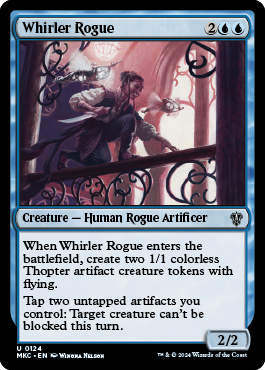 Whirler Rogue 2
Creature — Human Rogue Artificer
When Whirler Rogue enters the
battlefield, create two 1/1 colorless
Thopter artifact creature tokens with
flying.
Tap two untapped artifacts you
control: Target creature can't be
blocked this turn.
2/2
U 0124
MKC • EN Winona Nelson
™ & © 2024 Wizards of the Coast